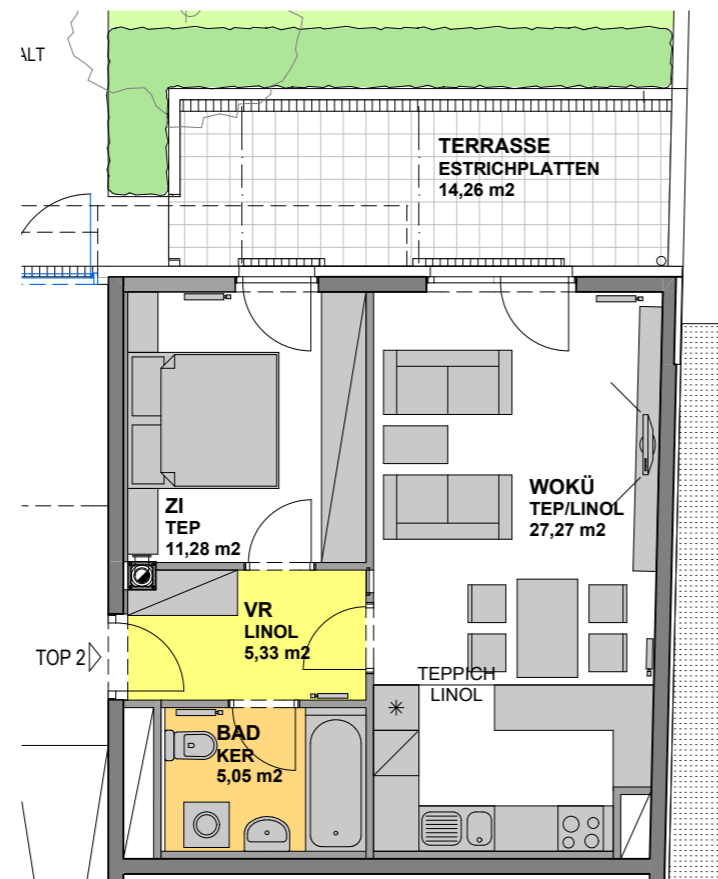 ALT
TERRASSE
ESTRICHPLATTEN
14,26 m2
ZI
TEP
11,28 m2
WOKÜ
TEP/LINOL
27,27 m2
VR
LINOL
5,33 m2
TOP 2
TEPPICH
LINOL
BAD
KER
5,05 m2